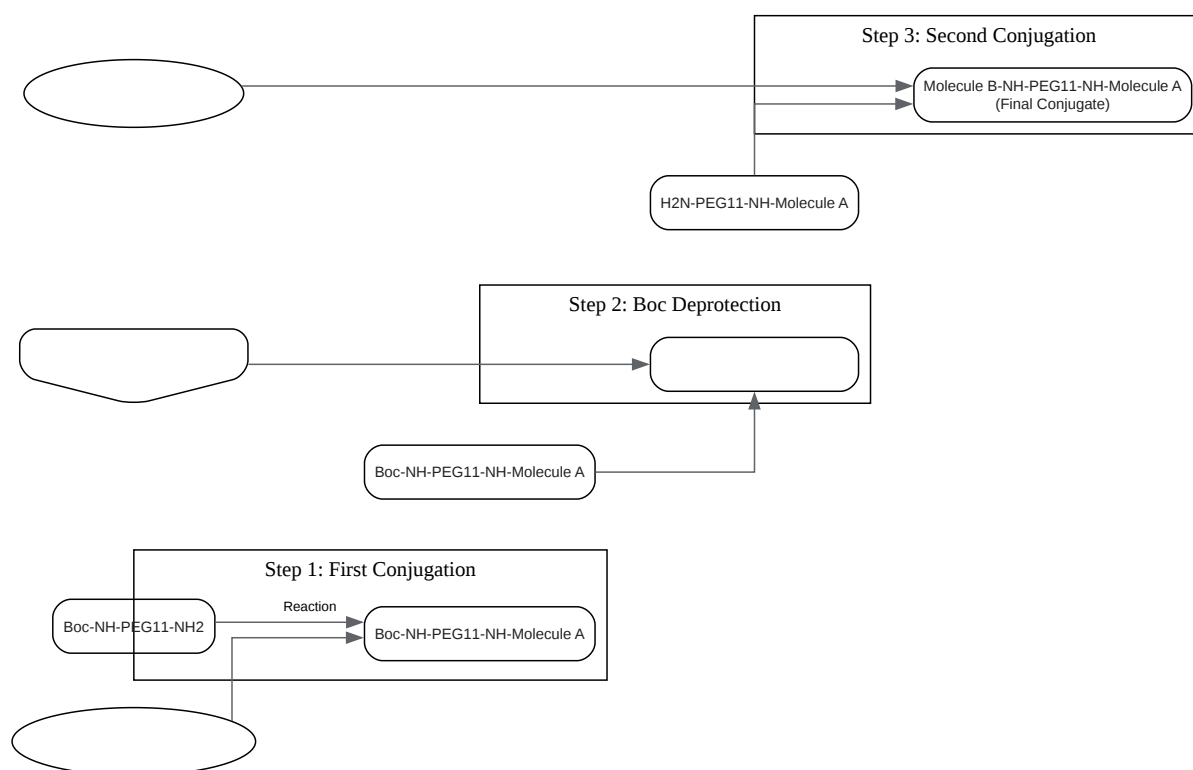 Step 3: Second Conjugation
Molecule B-NH-PEG11-NH-Molecule A
(Final Conjugate)
H2N-PEG11-NH-Molecule A
Step 2: Boc Deprotection
Boc-NH-PEG11-NH-Molecule A
Step 1: First Conjugation
Reaction
Boc-NH-PEG11-NH2
Boc-NH-PEG11-NH-Molecule A